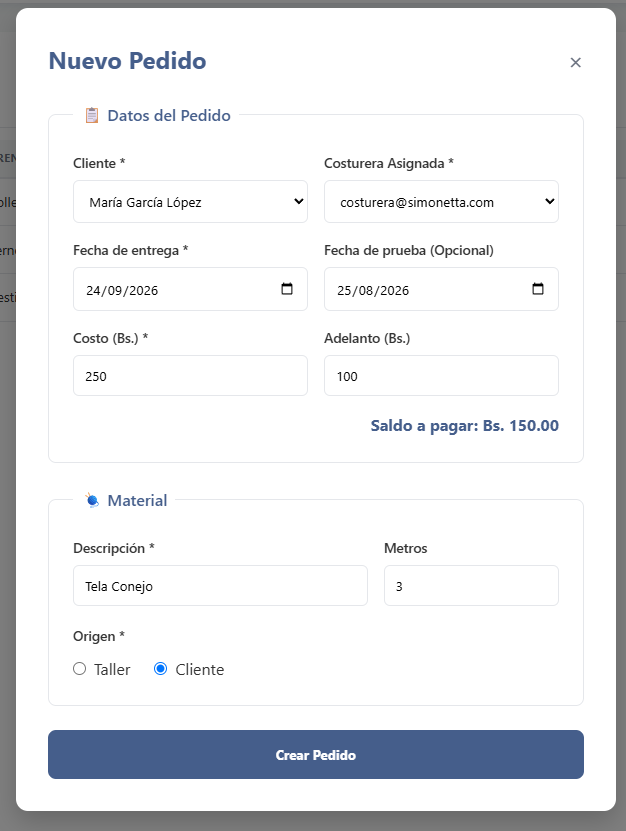 Nuevo Pedido ×
📋 Datos del Pedido
Cliente * Costurera Asignada *
María García López costurera@simonetta.com
Fecha de entrega * Fecha de prueba (Opcional)
24/09/2026 25/08/2026
Costo (Bs.) * Adelanto (Bs.)
250 100
Saldo a pagar: Bs. 150.00
Material
Descripción * Metros
Tela Conejo 3
Origen *
Taller Cliente
Crear Pedido